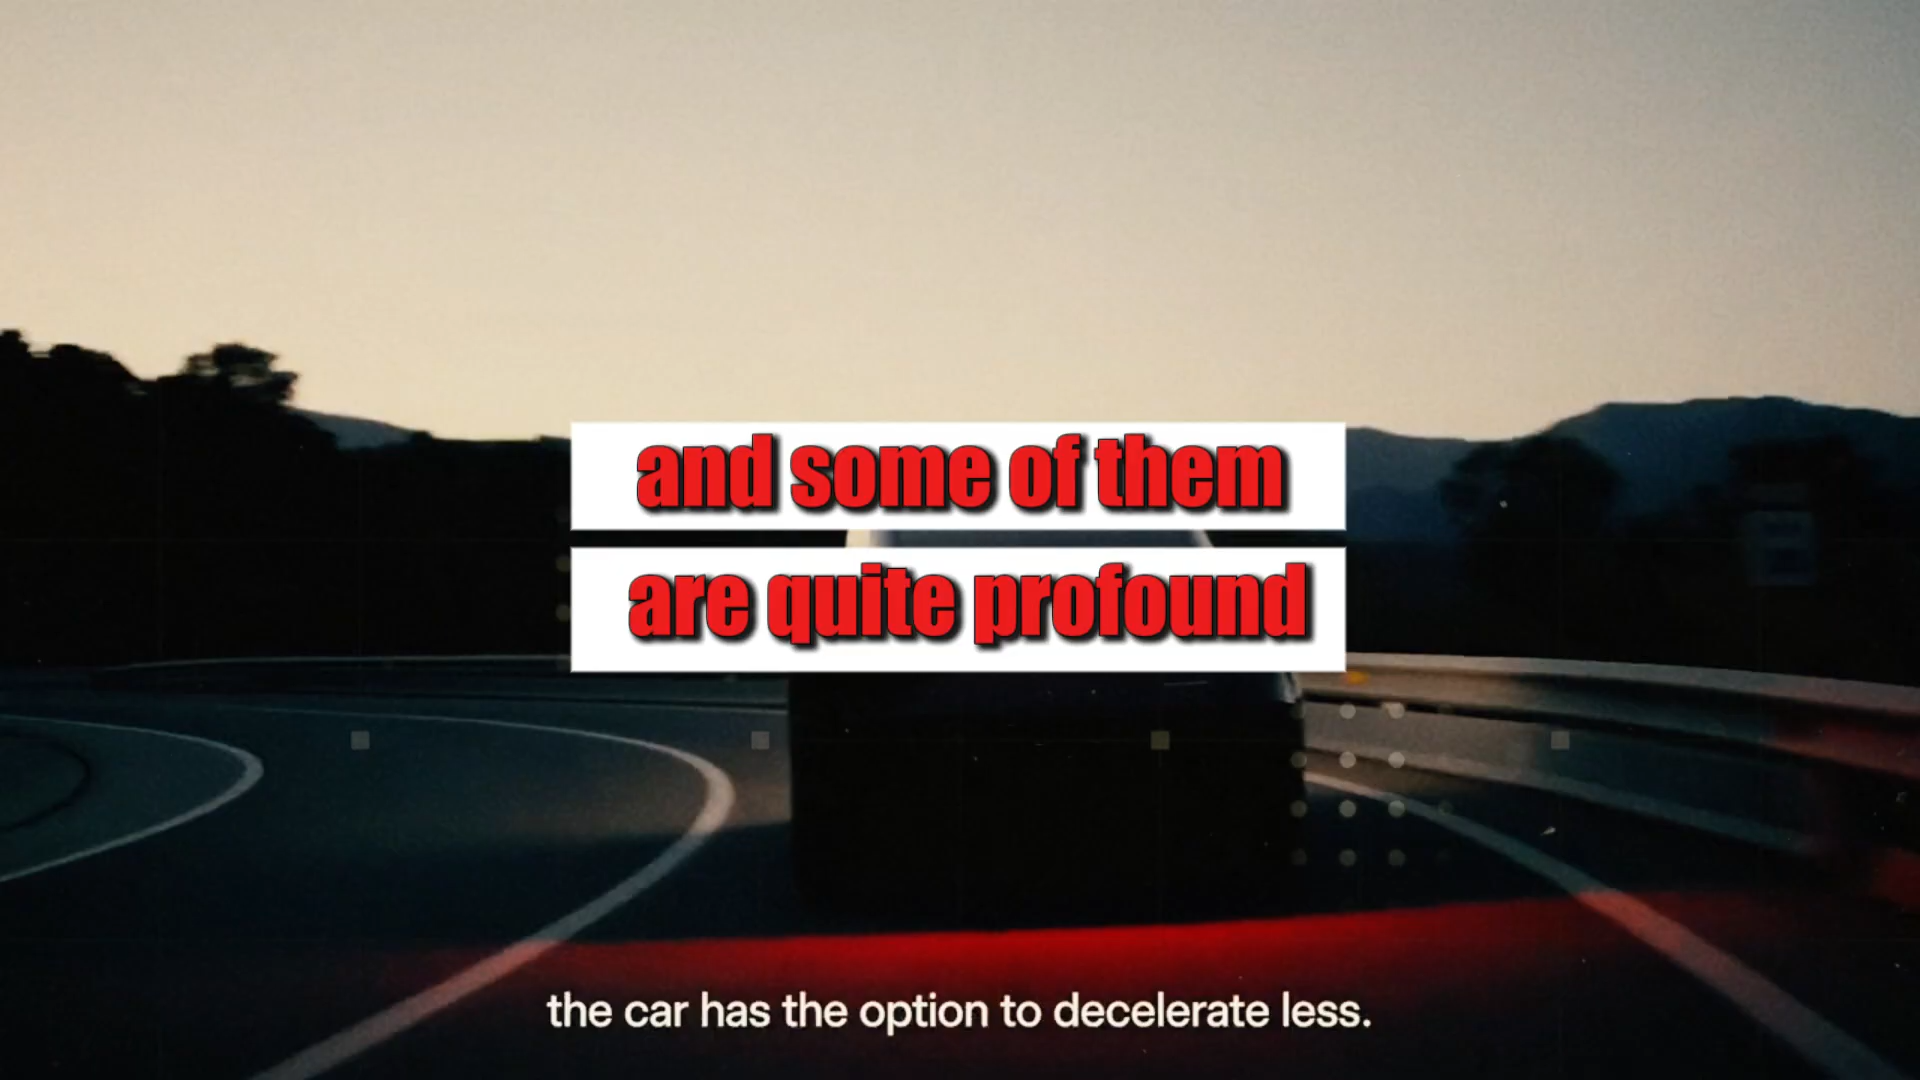 and some of them
are quite profound
the car has the option to decelerate less.